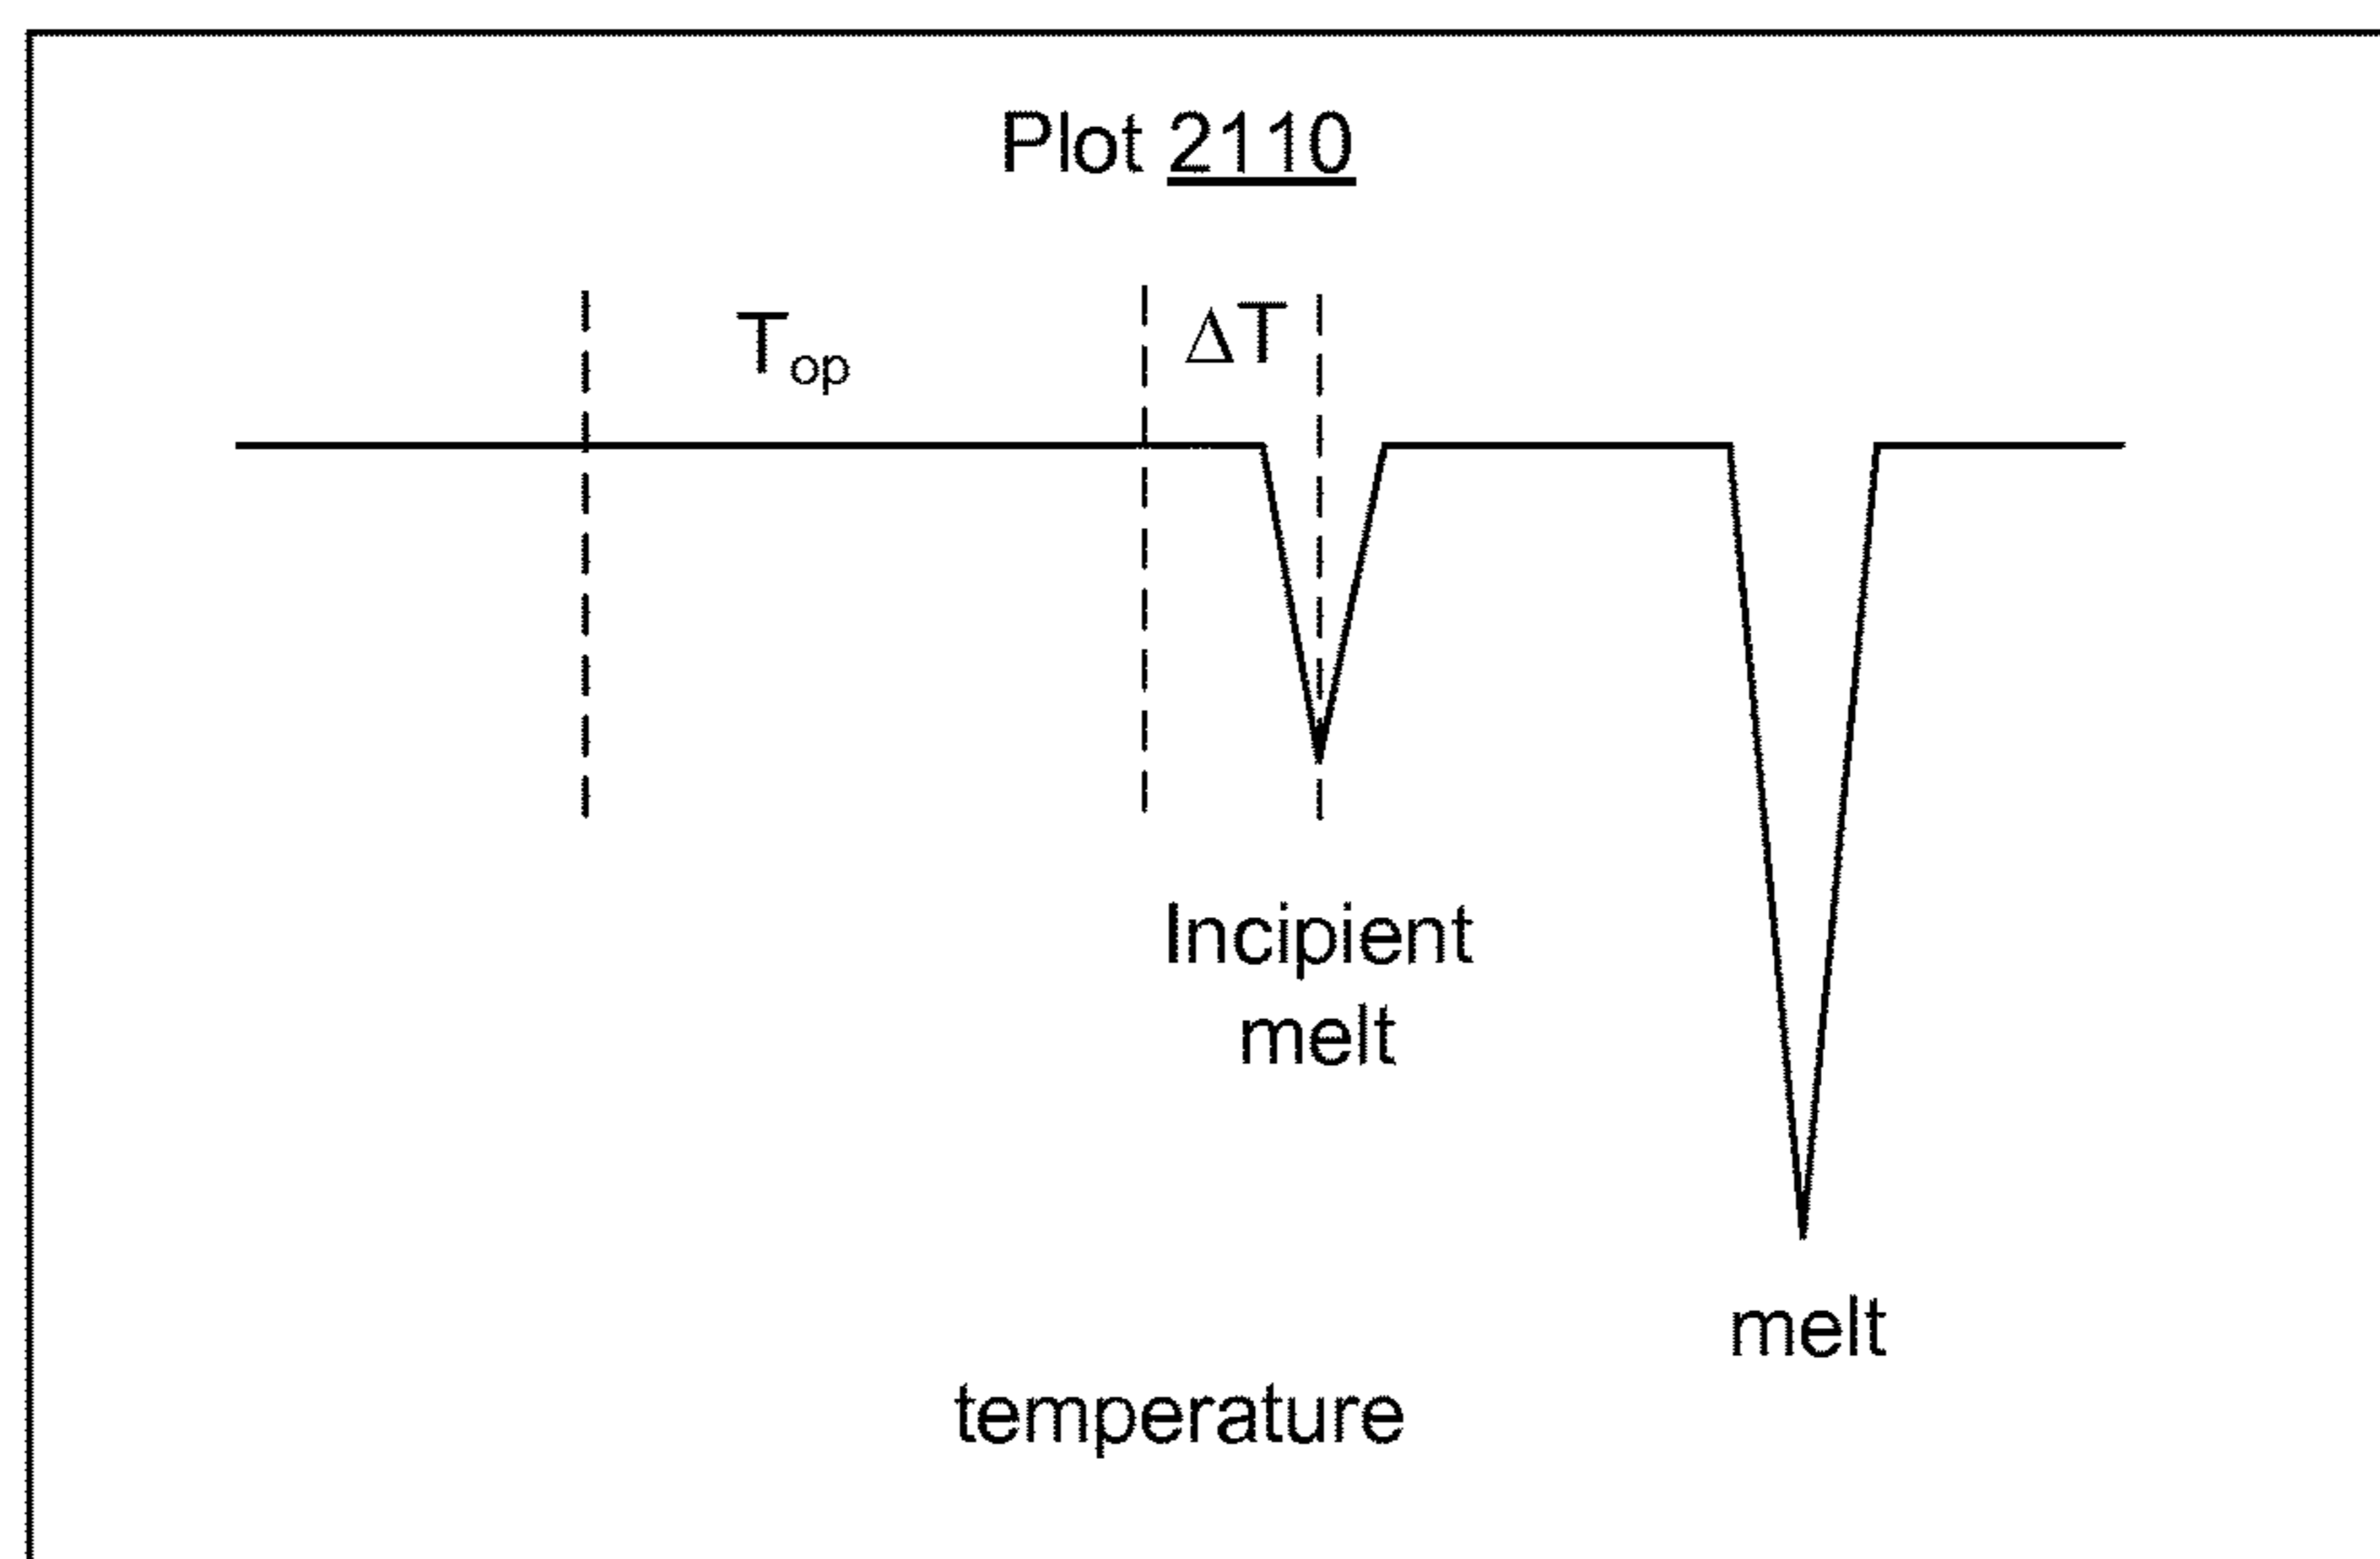 Plot 2110
Top ΔT
Incipient
melt
melt
temperature